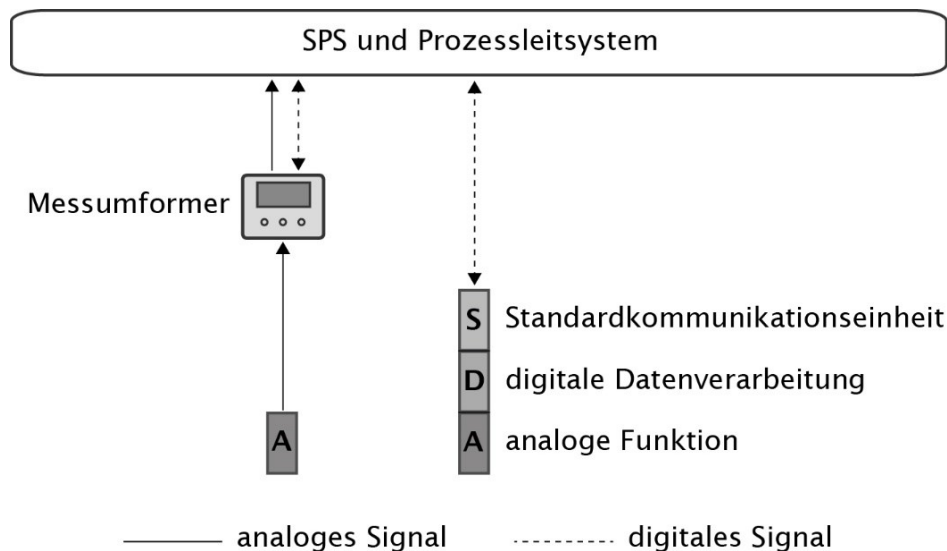 SPS und Prozessleitsystem
Messumformer
S Standardkommunikationseinheit
D digitale Datenverarbeitung
A A analoge Funktion
analoges Signal digitales Signal